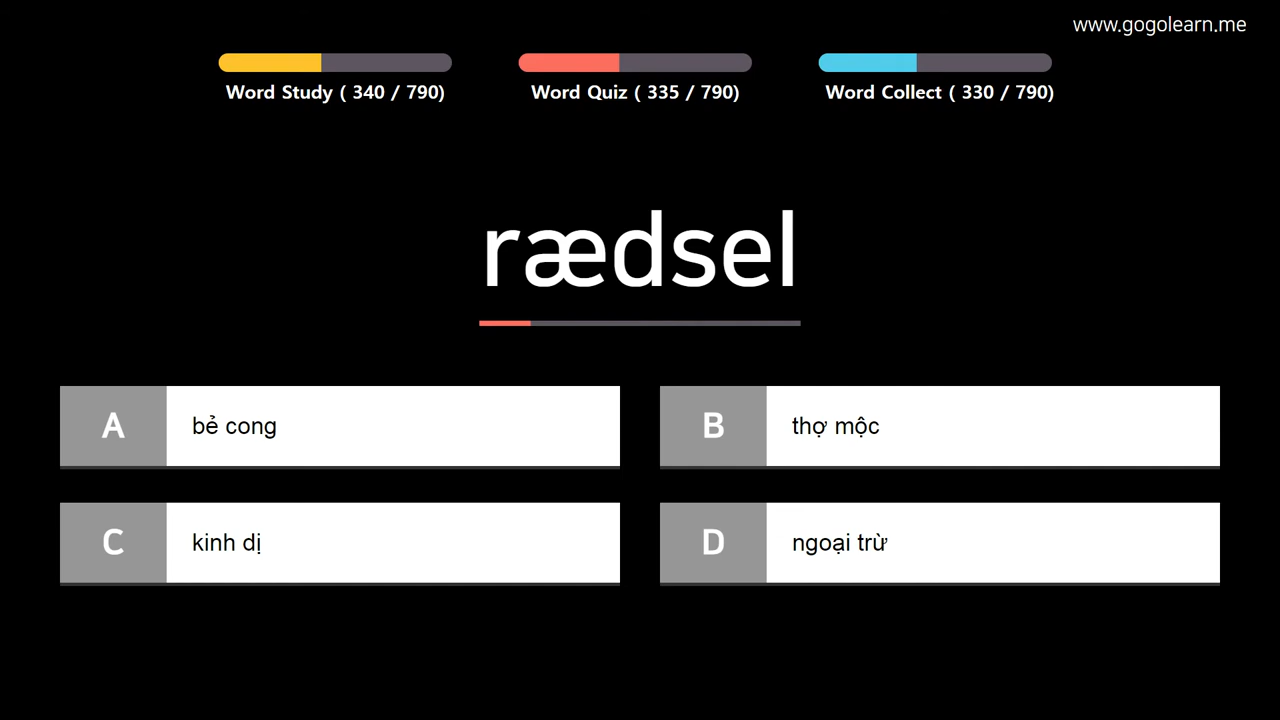 www.gogolearn.me
Word Study ( 340 / 790)
Word Quiz ( 335 / 790)
Word Collect ( 330 / 790)
rædsel
A bẻ cong
B thợ mộc
C kinh dị
D ngoại trừ